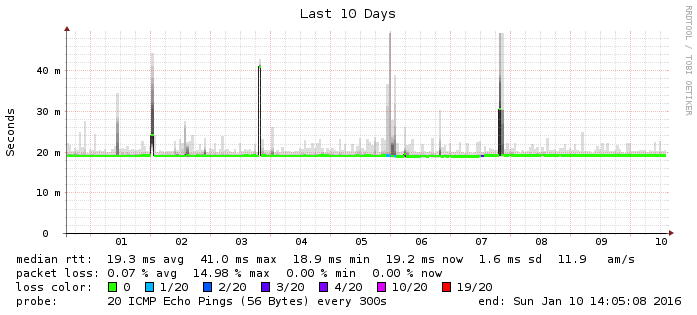 Last 10 Days
RRDTOOL / TOBI OETIKER
Seconds
40 m
30 m
20 m
10 m
0
01 02 03 04 05 06 07 08 09 10
median rtt: 19.3 ms avg 41.0 ms max 18.9 ms min 19.2 ms now 1.6 ms sd 11.9 am/s
packet loss: 0.07 % avg 14.98 % max 0.00 % min 0.00 % now
loss color: 0 1/20 2/20 3/20 4/20 10/20 19/20
probe: 20 ICMP Echo Pings (56 Bytes) every 300s end: Sun Jan 10 14:05:08 2016